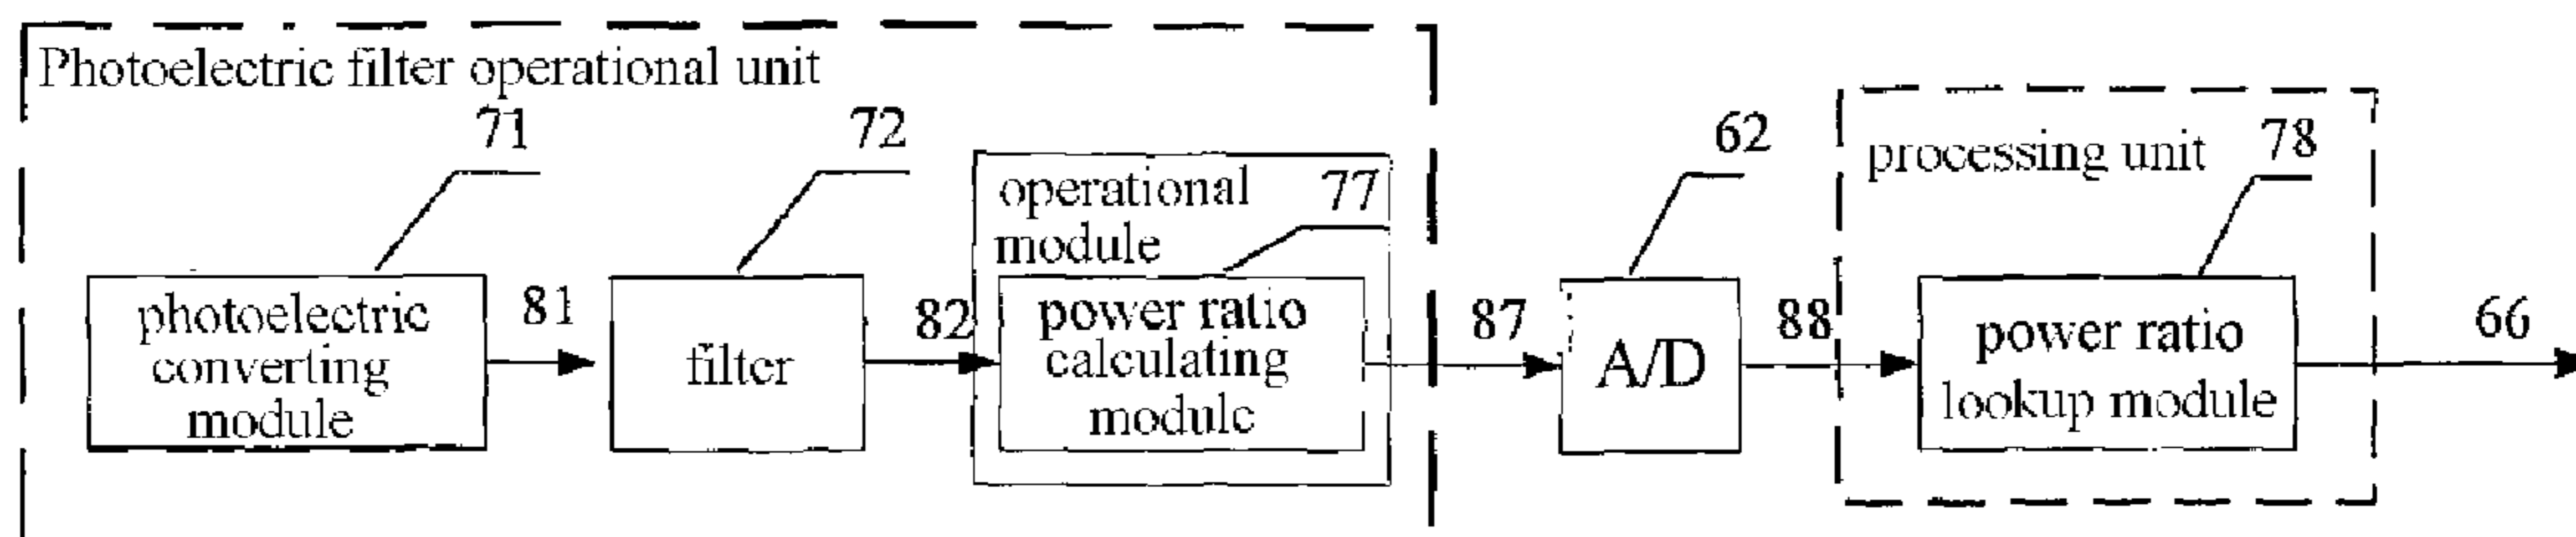 Photoelectric filter operational unit
71
72
62
processing unit
78
operational
module
77
photoelectric
converting
module
81
filter
82
power ratio
calculating
module
87
A/D
88
power ratio
lookup module
66